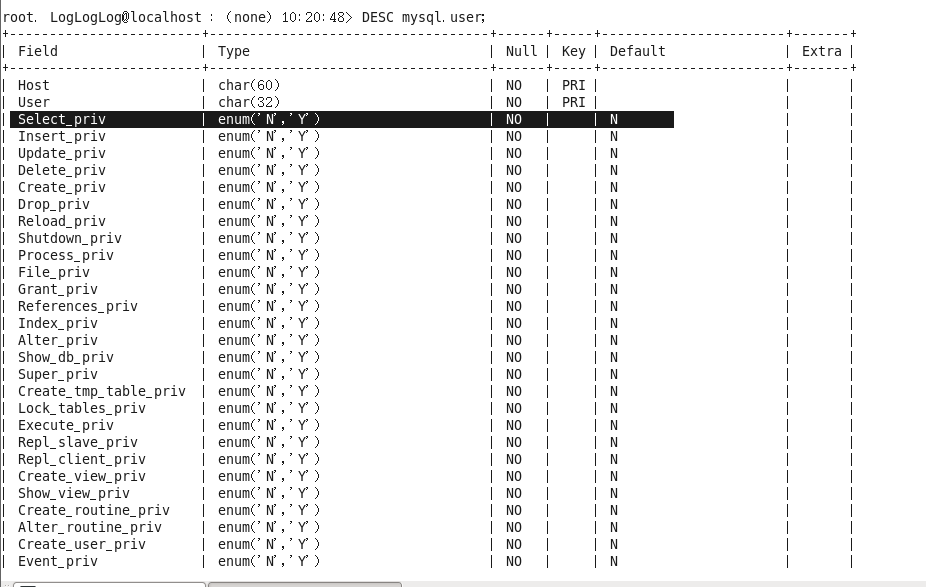 root. LogLogLog@localhost : (none) 10:20:48> DESC mysql.user;
+------------------------+-----------------------------------+------+-----+-----------------------+-------+
| Field | Type | Null | Key | Default | Extra |
+------------------------+-----------------------------------+------+-----+-----------------------+-------+
| Host | char(60) | NO | PRI | | |
| User | char(32) | NO | PRI | | |
| Select_priv | enum('N','Y') | NO | | N | |
| Insert_priv | enum('N','Y') | NO | | N | |
| Update_priv | enum('N','Y') | NO | | N | |
| Delete_priv | enum('N','Y') | NO | | N | |
| Create_priv | enum('N','Y') | NO | | N | |
| Drop_priv | enum('N','Y') | NO | | N | |
| Reload_priv | enum('N','Y') | NO | | N | |
| Shutdown_priv | enum('N','Y') | NO | | N | |
| Process_priv | enum('N','Y') | NO | | N | |
| File_priv | enum('N','Y') | NO | | N | |
| Grant_priv | enum('N','Y') | NO | | N | |
| References_priv | enum('N','Y') | NO | | N | |
| Index_priv | enum('N','Y') | NO | | N | |
| Alter_priv | enum('N','Y') | NO | | N | |
| Show_db_priv | enum('N','Y') | NO | | N | |
| Super_priv | enum('N','Y') | NO | | N | |
| Create_tmp_table_priv | enum('N','Y') | NO | | N | |
| Lock_tables_priv | enum('N','Y') | NO | | N | |
| Execute_priv | enum('N','Y') | NO | | N | |
| Repl_slave_priv | enum('N','Y') | NO | | N | |
| Repl_client_priv | enum('N','Y') | NO | | N | |
| Create_view_priv | enum('N','Y') | NO | | N | |
| Show_view_priv | enum('N','Y') | NO | | N | |
| Create_routine_priv | enum('N','Y') | NO | | N | |
| Alter_routine_priv | enum('N','Y') | NO | | N | |
| Create_user_priv | enum('N','Y') | NO | | N | |
| Event_priv | enum('N','Y') | NO | | N | |